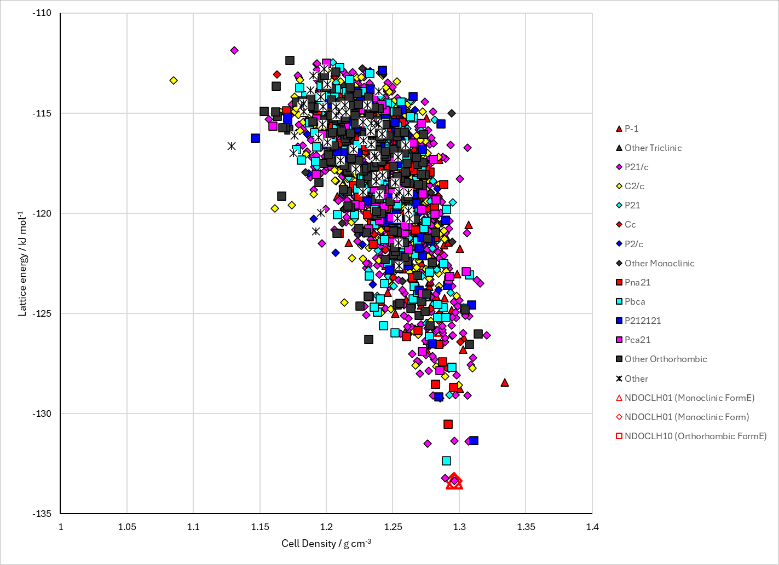 -110
-115
-120
-125
-130
-135
Lattice energy / kJ mol⁻¹
1 1.05 1.1 1.15 1.2 1.25 1.3 1.35 1.4
Cell Density / g cm⁻³
P-1
Other Triclinic
P21/c
C2/c
P21
Cc
P2/c
Other Monoclinic
Pna21
Pbca
P212121
Pca21
Other Orthorhombic
Other
NDOCLH01 (Monoclinic FormE)
NDOCLH01 (Monoclinic Form)
NDOCLH10 (Orthorhombic FormE)